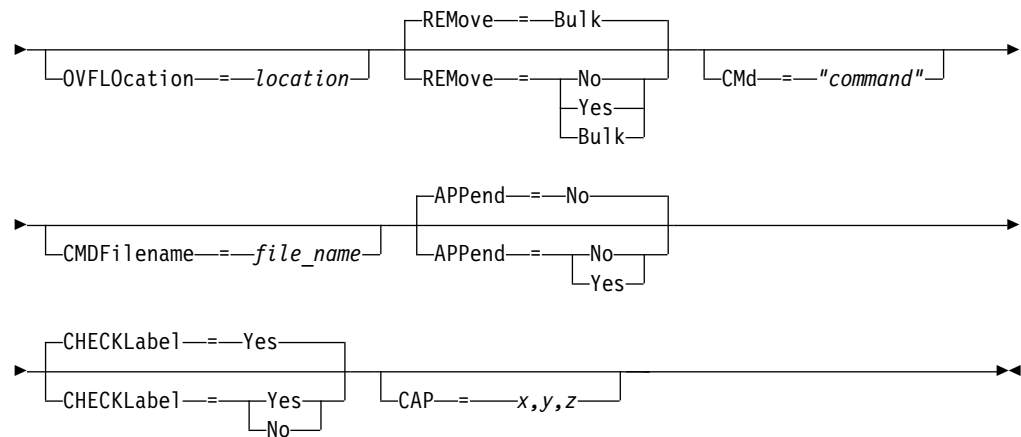 REMove = Bulk
OVFLOcation = location REMove = No CMd = "command"
Yes
Bulk
APPend = No
CMDFilename = file_name APPend = No
Yes
CHECKLabel = Yes
CHECKLabel = Yes CAP = x,y,z
No